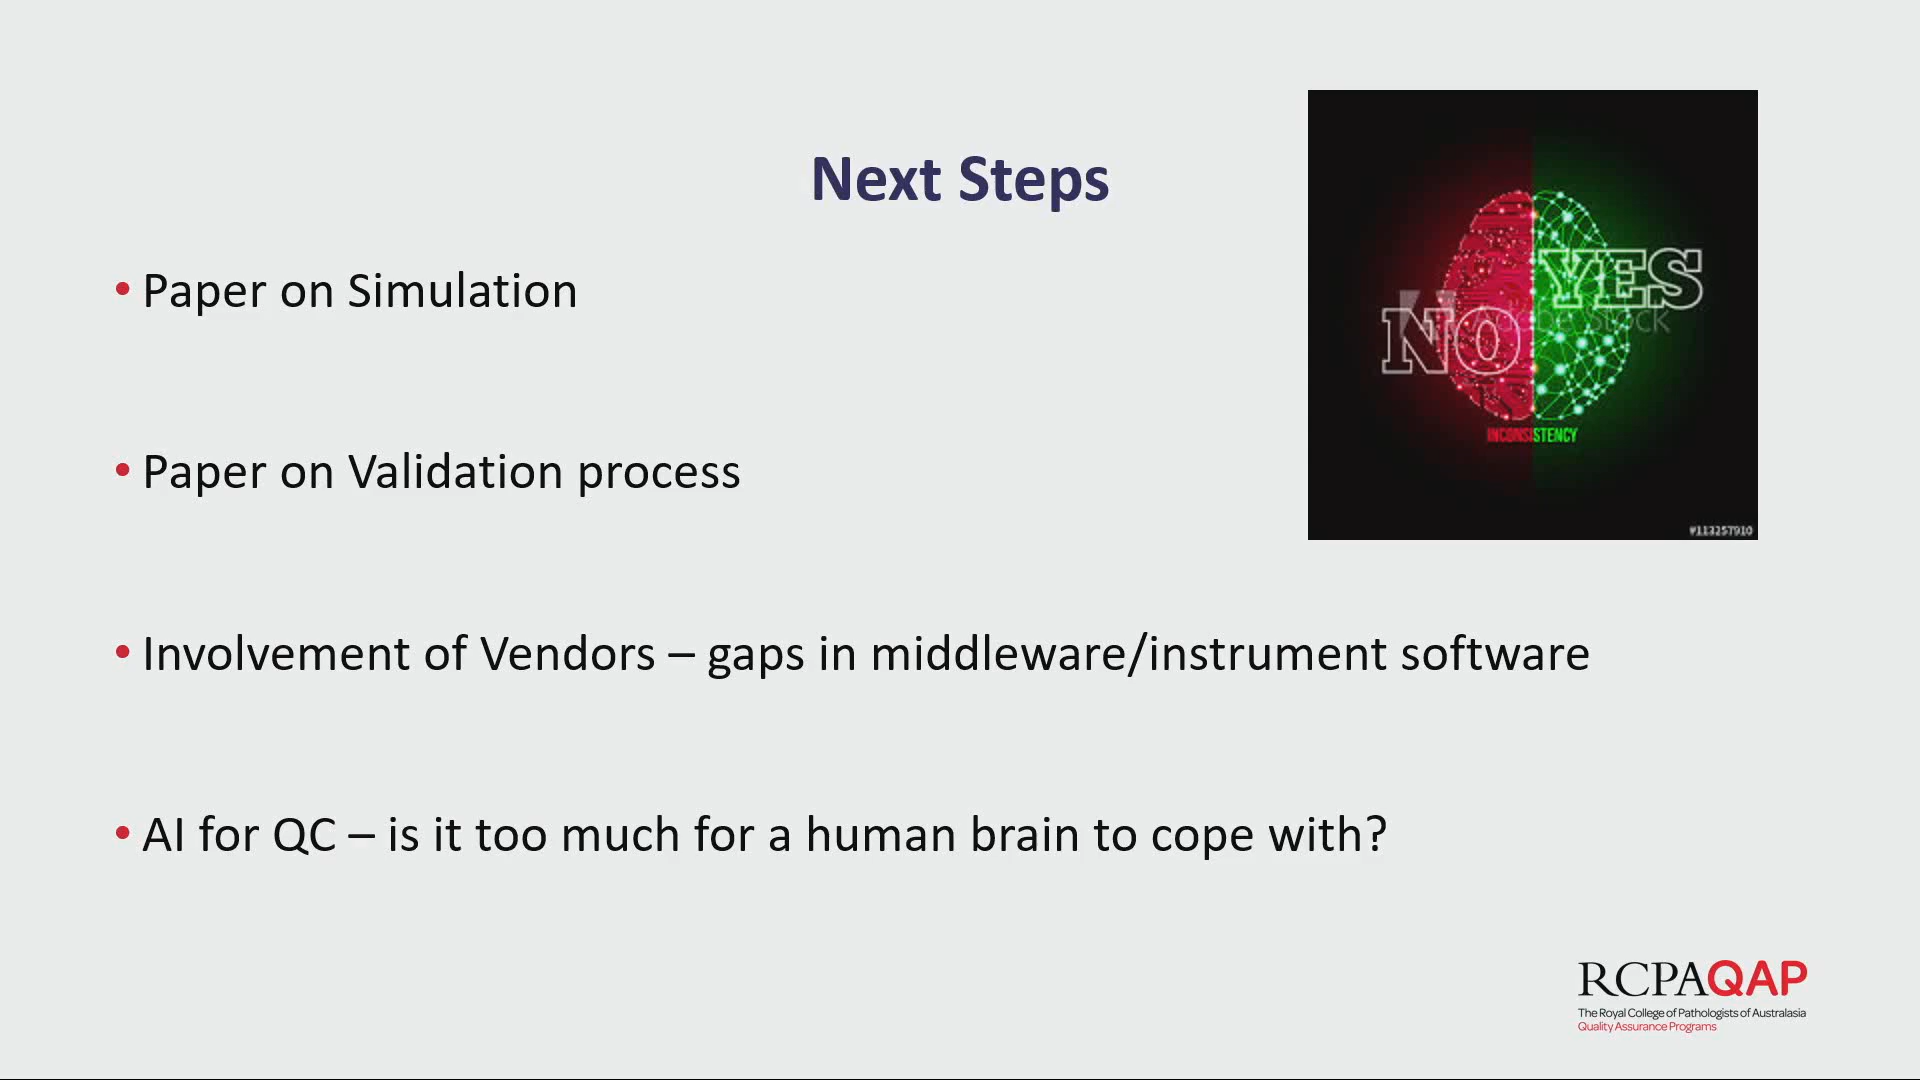 Next Steps
• Paper on Simulation
• Paper on Validation process
• Involvement of Vendors – gaps in middleware/instrument software
• AI for QC – is it too much for a human brain to cope with?
YES
NO
Adobe Stock
INCONSISTENCY
#113257910
RCPAQAP
The Royal College of Pathologists of Australasia
Quality Assurance Programs